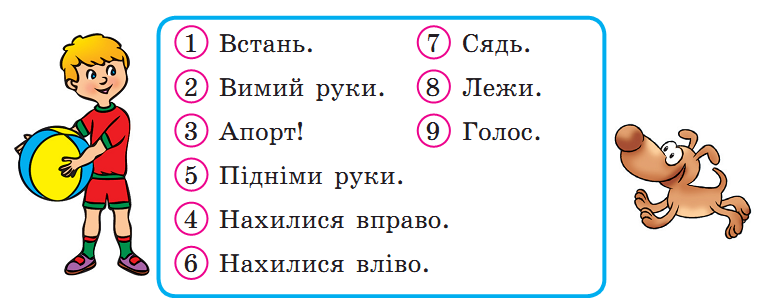 1 Встань.
2 Вимий руки.
3 Апорт!
5 Підніми руки.
4 Нахилися вправо.
6 Нахилися вліво.
7 Сядь.
8 Лежи.
9 Голос.